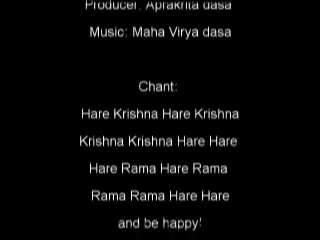 Producer: Aprakrita dasa
Music: Maha Virya dasa
Chant:
Hare Krishna Hare Krishna
Krishna Krishna Hare Hare
Hare Rama Hare Rama
Rama Rama Hare Hare
and be happy!